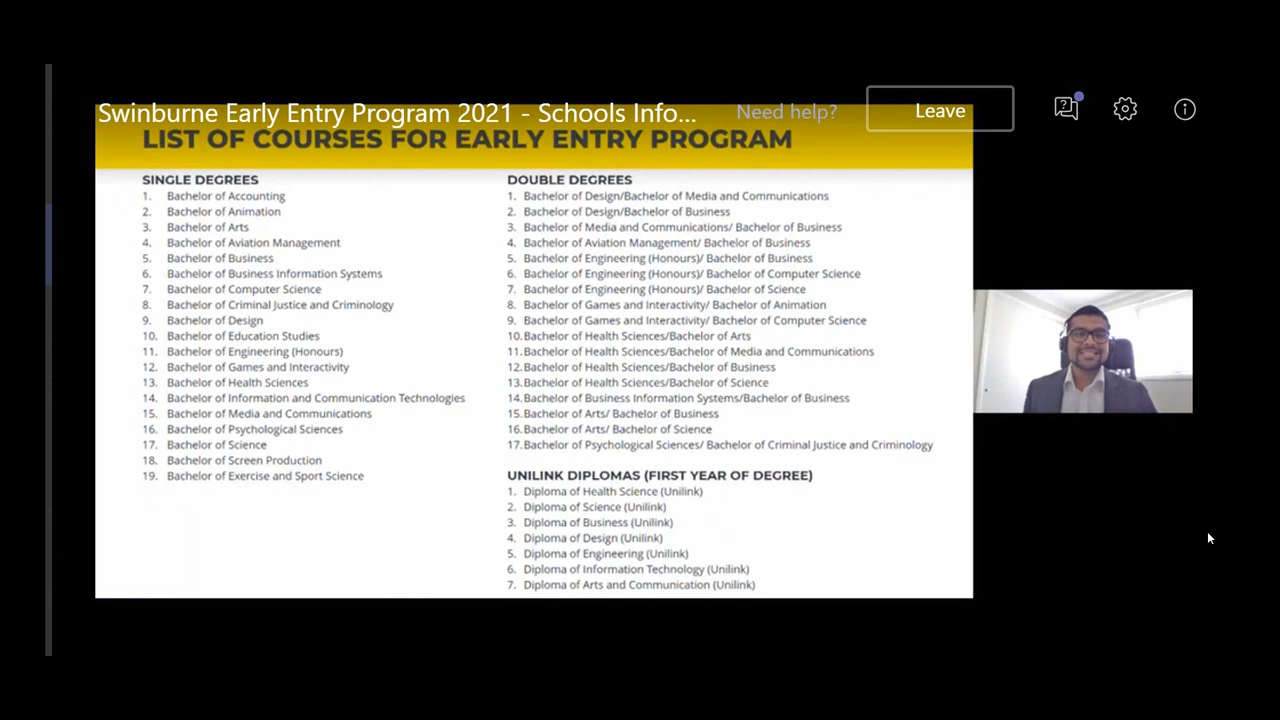 Swinburne Early Entry Program 2021 - Schools Info...
Need help?
Leave
LIST OF COURSES FOR EARLY ENTRY PROGRAM
SINGLE DEGREES
1. Bachelor of Accounting
2. Bachelor of Animation
3. Bachelor of Arts
4. Bachelor of Aviation Management
5. Bachelor of Business
6. Bachelor of Business Information Systems
7. Bachelor of Computer Science
8. Bachelor of Criminal Justice and Criminology
9. Bachelor of Design
10. Bachelor of Education Studies
11. Bachelor of Engineering (Honours)
12. Bachelor of Games and Interactivity
13. Bachelor of Health Sciences
14. Bachelor of Information and Communication Technologies
15. Bachelor of Media and Communications
16. Bachelor of Psychological Sciences
17. Bachelor of Science
18. Bachelor of Screen Production
19. Bachelor of Exercise and Sport Science
DOUBLE DEGREES
1. Bachelor of Design/Bachelor of Media and Communications
2. Bachelor of Design/Bachelor of Business
3. Bachelor of Media and Communications/ Bachelor of Business
4. Bachelor of Aviation Management/ Bachelor of Business
5. Bachelor of Engineering (Honours)/ Bachelor of Business
6. Bachelor of Engineering (Honours)/ Bachelor of Computer Science
7. Bachelor of Engineering (Honours)/ Bachelor of Science
8. Bachelor of Games and Interactivity/ Bachelor of Animation
9. Bachelor of Games and Interactivity/ Bachelor of Computer Science
10. Bachelor of Health Sciences/Bachelor of Arts
11. Bachelor of Health Sciences/Bachelor of Media and Communications
12. Bachelor of Health Sciences/Bachelor of Business
13. Bachelor of Health Sciences/Bachelor of Science
14. Bachelor of Business Information Systems/Bachelor of Business
15. Bachelor of Arts/ Bachelor of Business
16. Bachelor of Arts/ Bachelor of Science
17. Bachelor of Psychological Sciences/ Bachelor of Criminal Justice and Criminology
UNILINK DIPLOMAS (FIRST YEAR OF DEGREE)
1. Diploma of Health Science (Unilink)
2. Diploma of Science (Unilink)
3. Diploma of Business (Unilink)
4. Diploma of Design (Unilink)
5. Diploma of Engineering (Unilink)
6. Diploma of Information Technology (Unilink)
7. Diploma of Arts and Communication (Unilink)